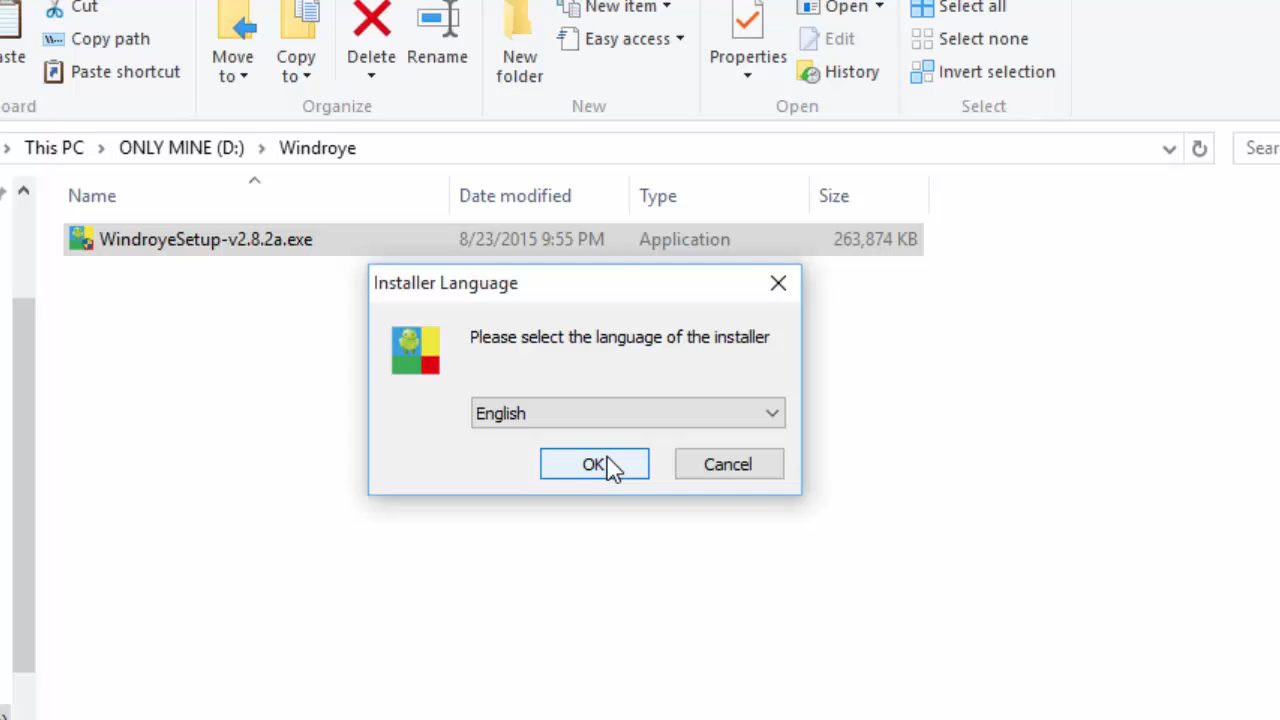 Cut
New item
Open
Select all
aste
Copy path
Move to
Copy to
Delete
Rename
New folder
Easy access
Properties
Edit
Select none
Paste shortcut
History
Invert selection
oard
Organize
New
Open
Select
This PC > ONLY MINE (D:) > Windroye
Sear
Name
Date modified
Type
Size
WindroyeSetup-v2.8.2a.exe
8/23/2015 9:55 PM
Application
263,874 KB
Installer Language
Please select the language of the installer
English
OK
Cancel